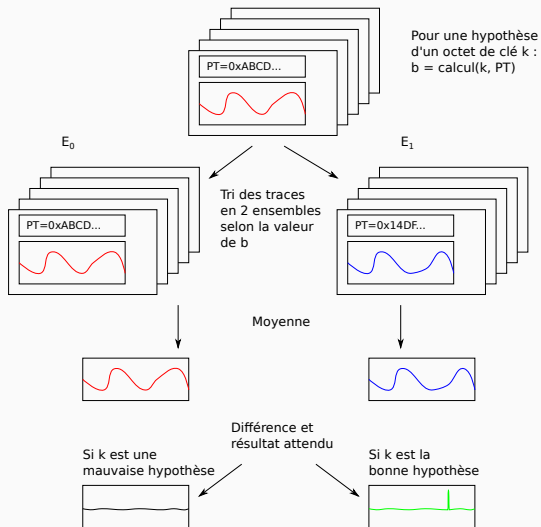 PT=0xABCD...
Pour une hypothèse
d'un octet de clé k :
b = calcul(k, PT)
E0
E1
Tri des traces
en 2 ensembles
selon la valeur
de b
PT=0xABCD...
PT=0x14DF...
Moyenne
Différence et
résultat attendu
Si k est une
mauvaise hypothèse
Si k est la
bonne hypothèse